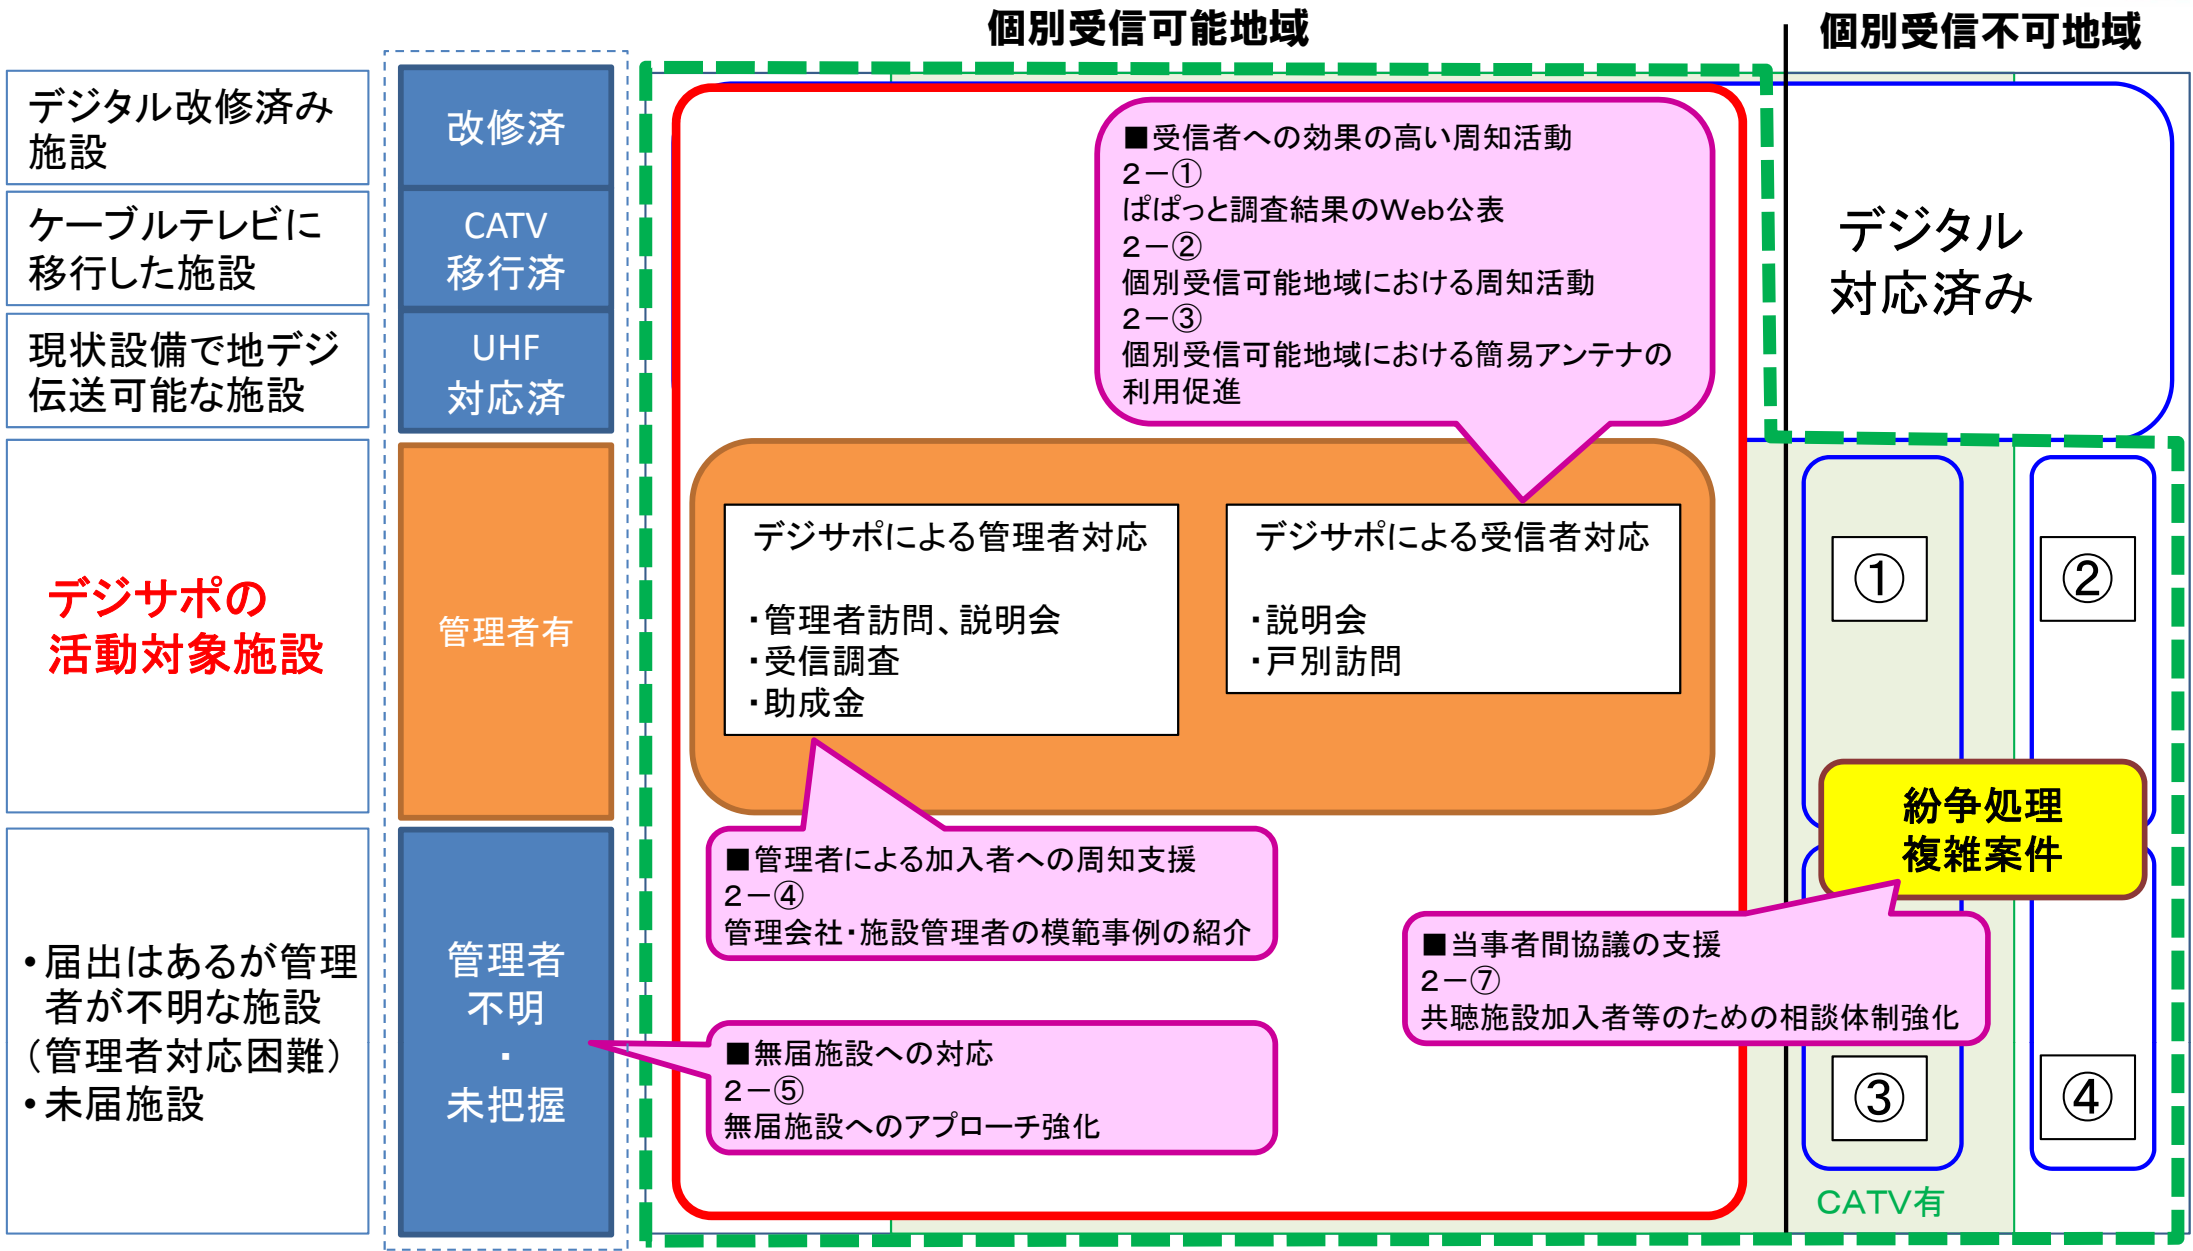 個別受信可能地域
個別受信不可地域
デジタル改修済み
施設
改修済
ケーブルテレビに
移行した施設
CATV
移行済
現状設備で地デジ
伝送可能な施設
UHF
対応済
■受信者への効果の高い周知活動
2－①
ぱぱっと調査結果のWeb公表
2－②
個別受信可能地域における周知活動
2－③
個別受信可能地域における簡易アンテナの
利用促進
デジタル
対応済み
デジサポの
活動対象施設
管理者有
デジサポによる管理者対応
・管理者訪問、説明会
・受信調査
・助成金
デジサポによる受信者対応
・説明会
・戸別訪問
①
②
紛争処理
複雑案件
■管理者による加入者への周知支援
2－④
管理会社・施設管理者の模範事例の紹介
■当事者間協議の支援
2－⑦
共聴施設加入者等のための相談体制強化
・届出はあるが管理
者が不明な施設
（管理者対応困難）
・未届施設
管理者
不明
・
未把握
■無届施設への対応
2－⑤
無届施設へのアプローチ強化
③
④
CATV有